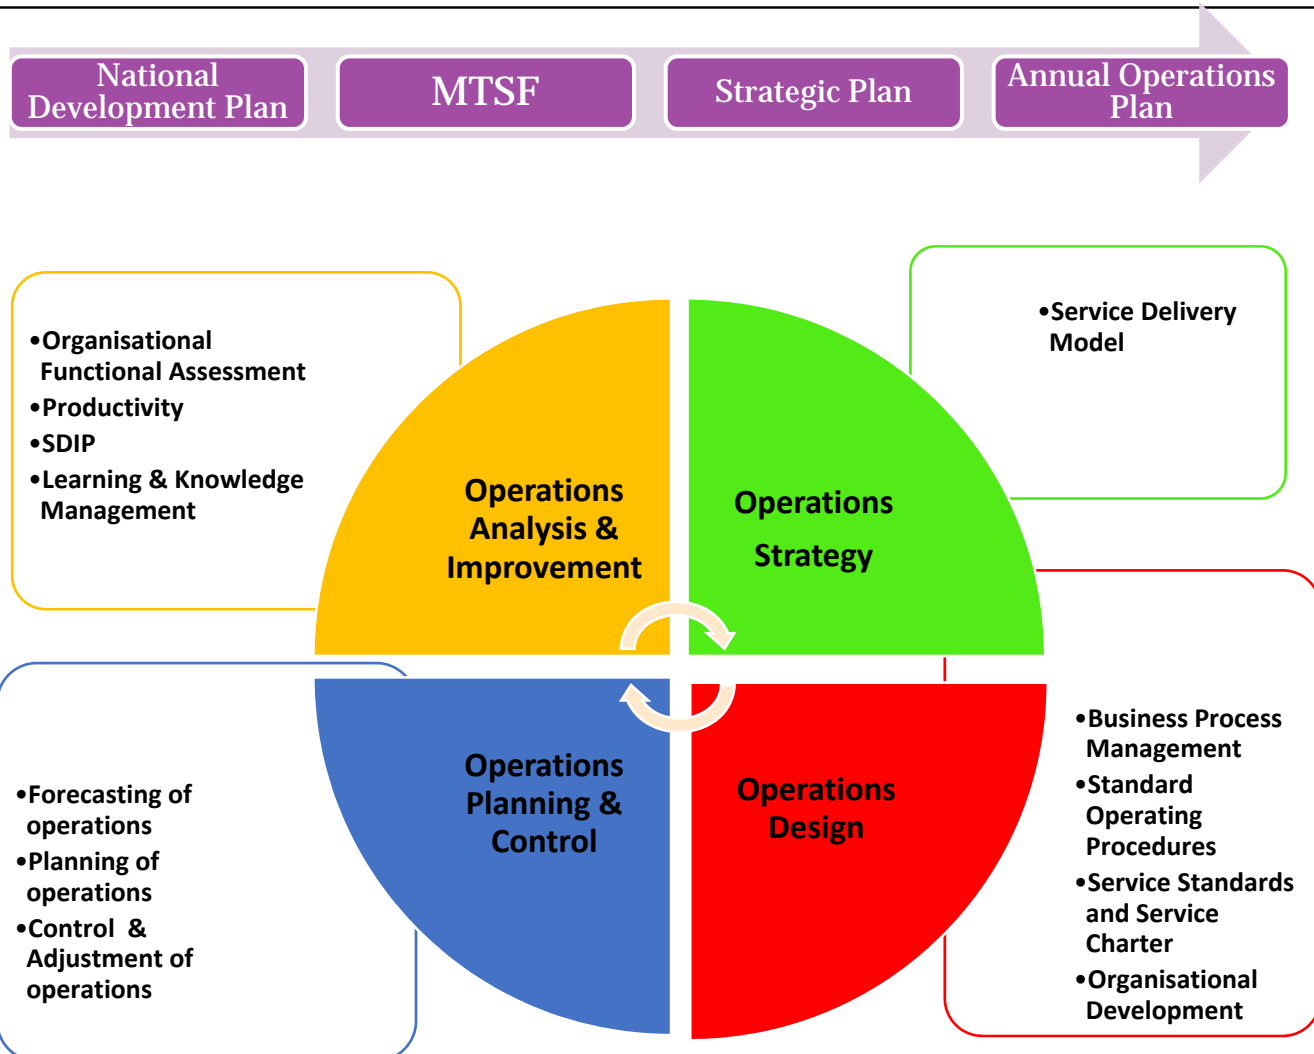 National
Development Plan
MTSF
Strategic Plan
Annual Operations
Plan
•Organisational
Functional Assessment
•Productivity
•SDIP
•Learning & Knowledge
Management
•Service Delivery
Model
Operations
Analysis &
Improvement
Operations
Strategy
Operations
Planning &
Control
Operations
Design
•Forecasting of
operations
•Planning of
operations
•Control &
Adjustment of
operations
•Business Process
Management
•Standard
Operating
Procedures
•Service Standards
and Service
Charter
•Organisational
Development